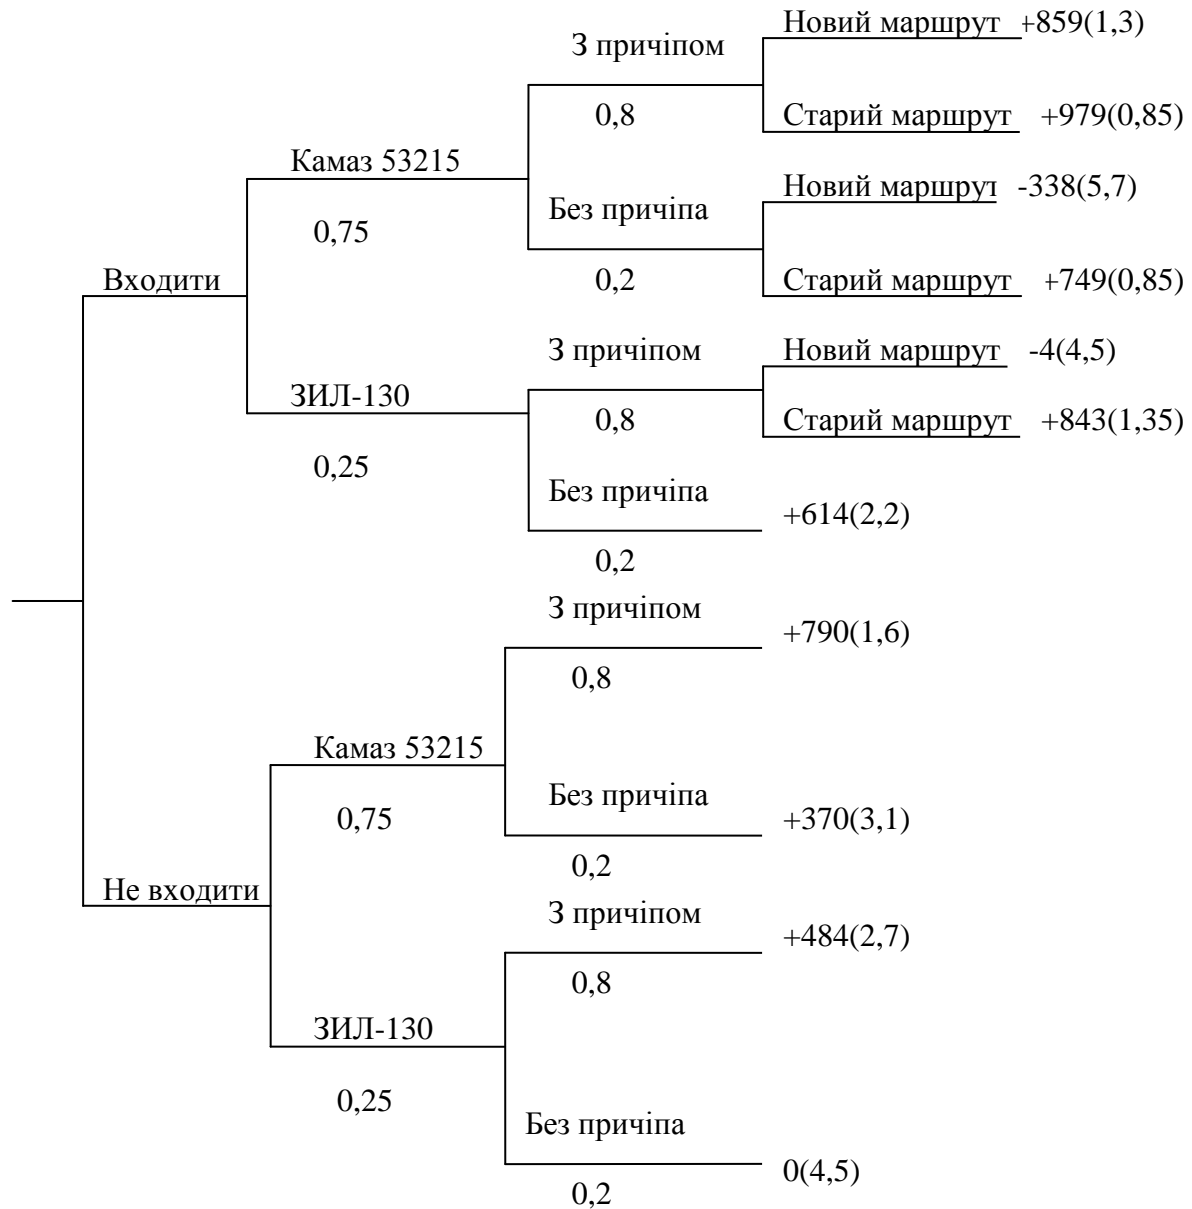 Новий маршрут +859(1,3)
З причіпом
0,8
Старий маршрут +979(0,85)
Камаз 53215
Новий маршрут -338(5,7)
Без причіпа
0,75
Входити
0,2
Старий маршрут +749(0,85)
З причіпом
Новий маршрут -4(4,5)
ЗИЛ-130
0,8
Старий маршрут +843(1,35)
0,25
Без причіпа
+614(2,2)
0,2
З причіпом
+790(1,6)
0,8
Камаз 53215
Без причіпа
0,75
+370(3,1)
0,2
Не входити
З причіпом
+484(2,7)
0,8
ЗИЛ-130
0,25
Без причіпа
0(4,5)
0,2